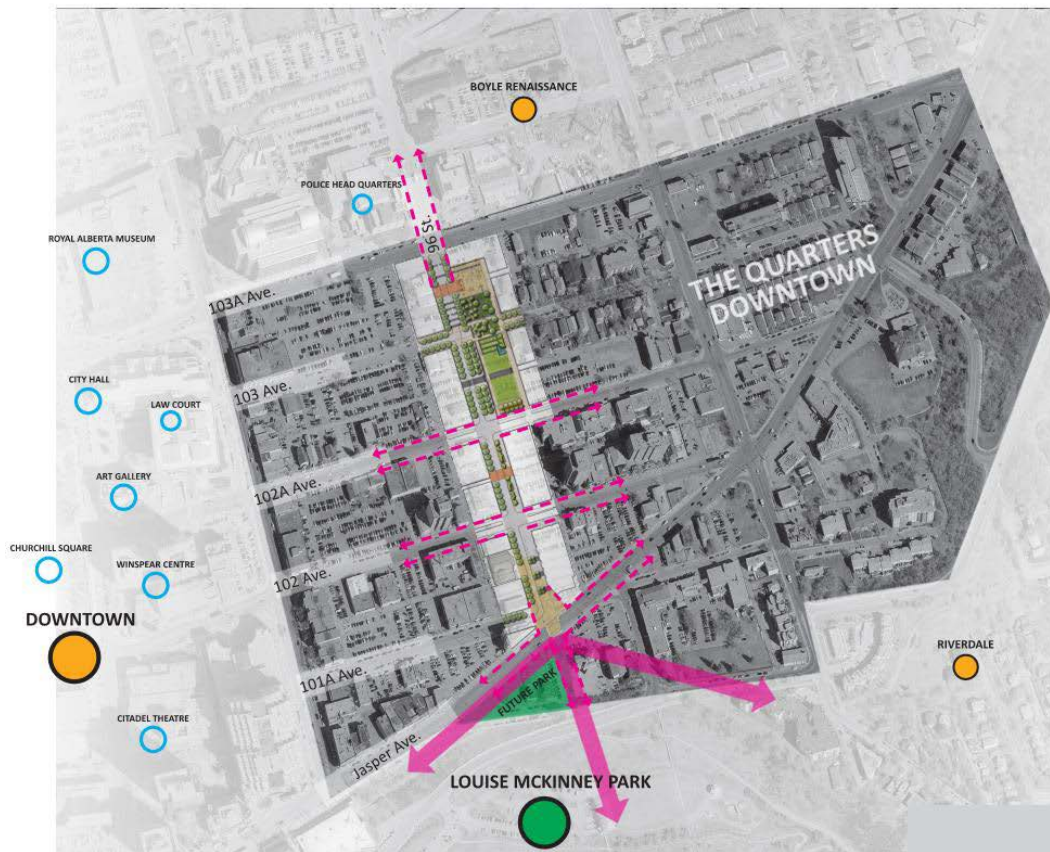 BOYLE RENAISSANCE
POLICE HEAD QUARTERS
96 St.
ROYAL ALBERTA MUSEUM
THE QUARTERS
DOWNTOWN
103A Ave.
103 Ave.
CITY HALL
LAW COURT
ART GALLERY
102A Ave.
CHURCHILL SQUARE
WINSPEAR CENTRE
102 Ave.
DOWNTOWN
RIVERDALE
101A Ave.
FUTURE PARK
CITADEL THEATRE
Jasper Ave.
LOUISE MCKINNEY PARK